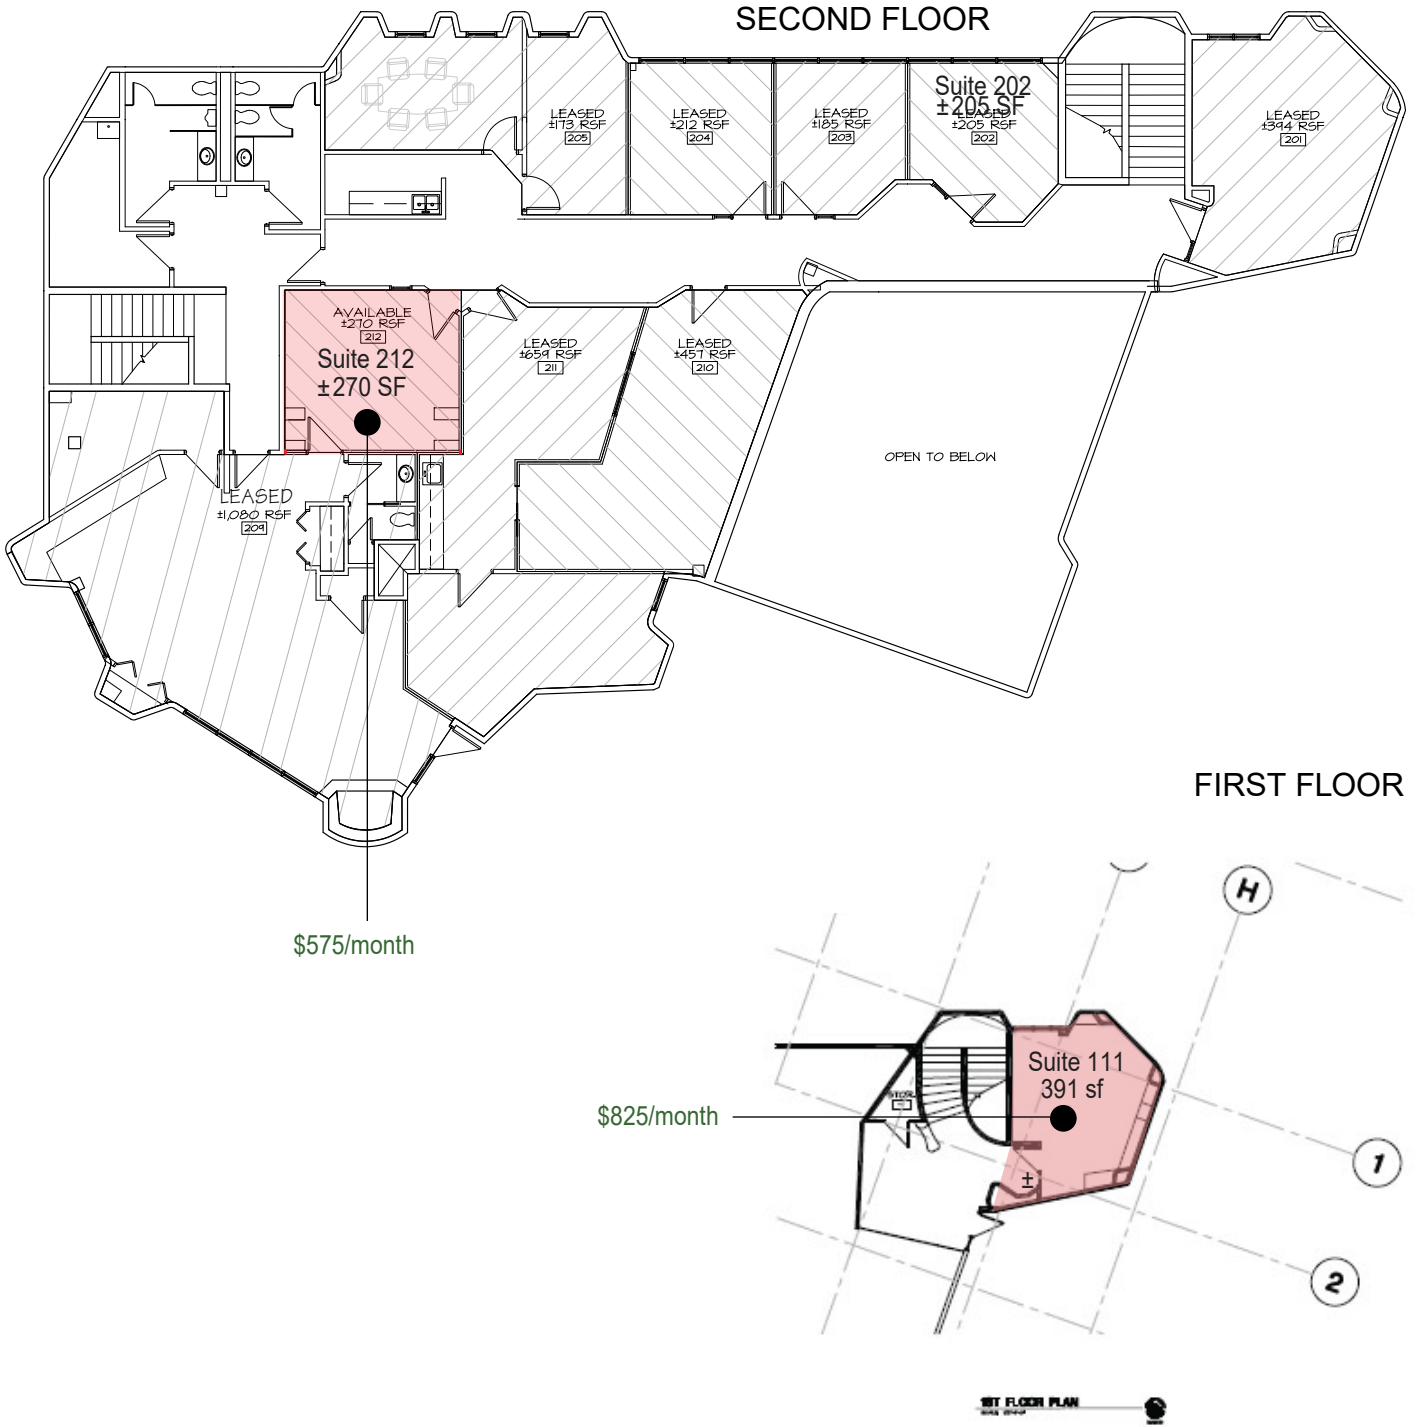 SECOND FLOOR
Suite 202
±205 SF
LEASED
±173 RSF
205
LEASED
±212 RSF
204
LEASED
±185 RSF
203
LEASED
±205 RSF
202
LEASED
±394 RSF
201
AVAILABLE
±270 RSF
212
Suite 212
±270 SF
LEASED
±659 RSF
211
LEASED
±457 RSF
210
OPEN TO BELOW
LEASED
±1,080 RSF
209
FIRST FLOOR
$575/month
H
Suite 111
391 sf
$825/month
±
1
2
1ST FLOOR PLAN